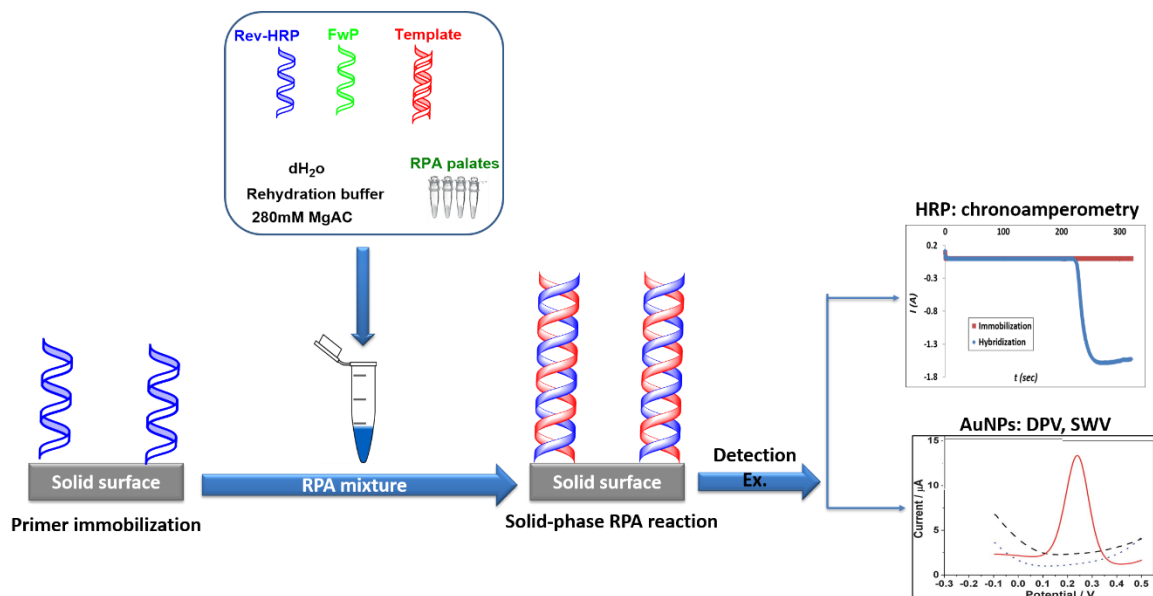 Rev-HRP FwP Template
dH₂o
RPA palates
Rehydration buffer
280mM MgAC
Solid surface
Primer immobilization
RPA mixture
Solid surface
Solid-phase RPA reaction
Detection
Ex.
HRP: chronoamperometry
0 100 200 300
0.2
-0.3
-0.8
-1.3
-1.8
I (A)
Immobilization
Hybridization
t (sec)
AuNPs: DPV, SWV
15
10
5
0
Current / µA
-0.3 -0.2 -0.1 0.0 0.1 0.2 0.3 0.4 0.5
Potential / V